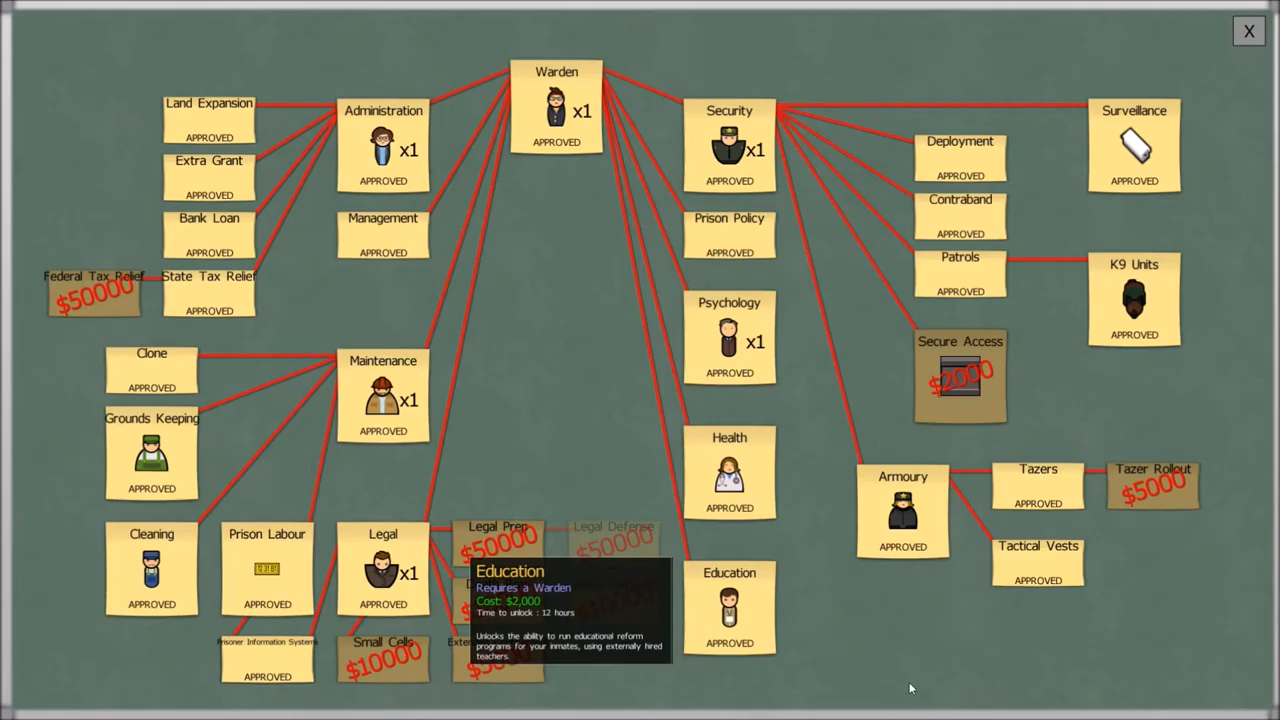 X
Warden
x1
APPROVED
Land Expansion
APPROVED
Extra Grant
APPROVED
Bank Loan
APPROVED
Federal Tax Relief
$50000
State Tax Relief
APPROVED
Administration
x1
APPROVED
Management
APPROVED
Clone
APPROVED
Grounds Keeping
APPROVED
Maintenance
x1
APPROVED
Cleaning
APPROVED
Prison Labour
APPROVED
Prisoner Information Systems
APPROVED
Legal
x1
APPROVED
Small Cells
$10000
Legal Prep
$50000
Legal Defense
$50000
Education
Requires a Warden
Cost: $2,000
Time to unlock : 12 hours
Unlocks the ability to run educational reform
programs for your inmates, using externally hired
teachers.
Security
x1
APPROVED
Prison Policy
APPROVED
Psychology
x1
APPROVED
Health
APPROVED
Education
APPROVED
Deployment
APPROVED
Contraband
APPROVED
Patrols
APPROVED
Secure Access
$2000
Surveillance
APPROVED
K9 Units
APPROVED
Armoury
APPROVED
Tazers
APPROVED
Tazer Rollout
$5000
Tactical Vests
APPROVED